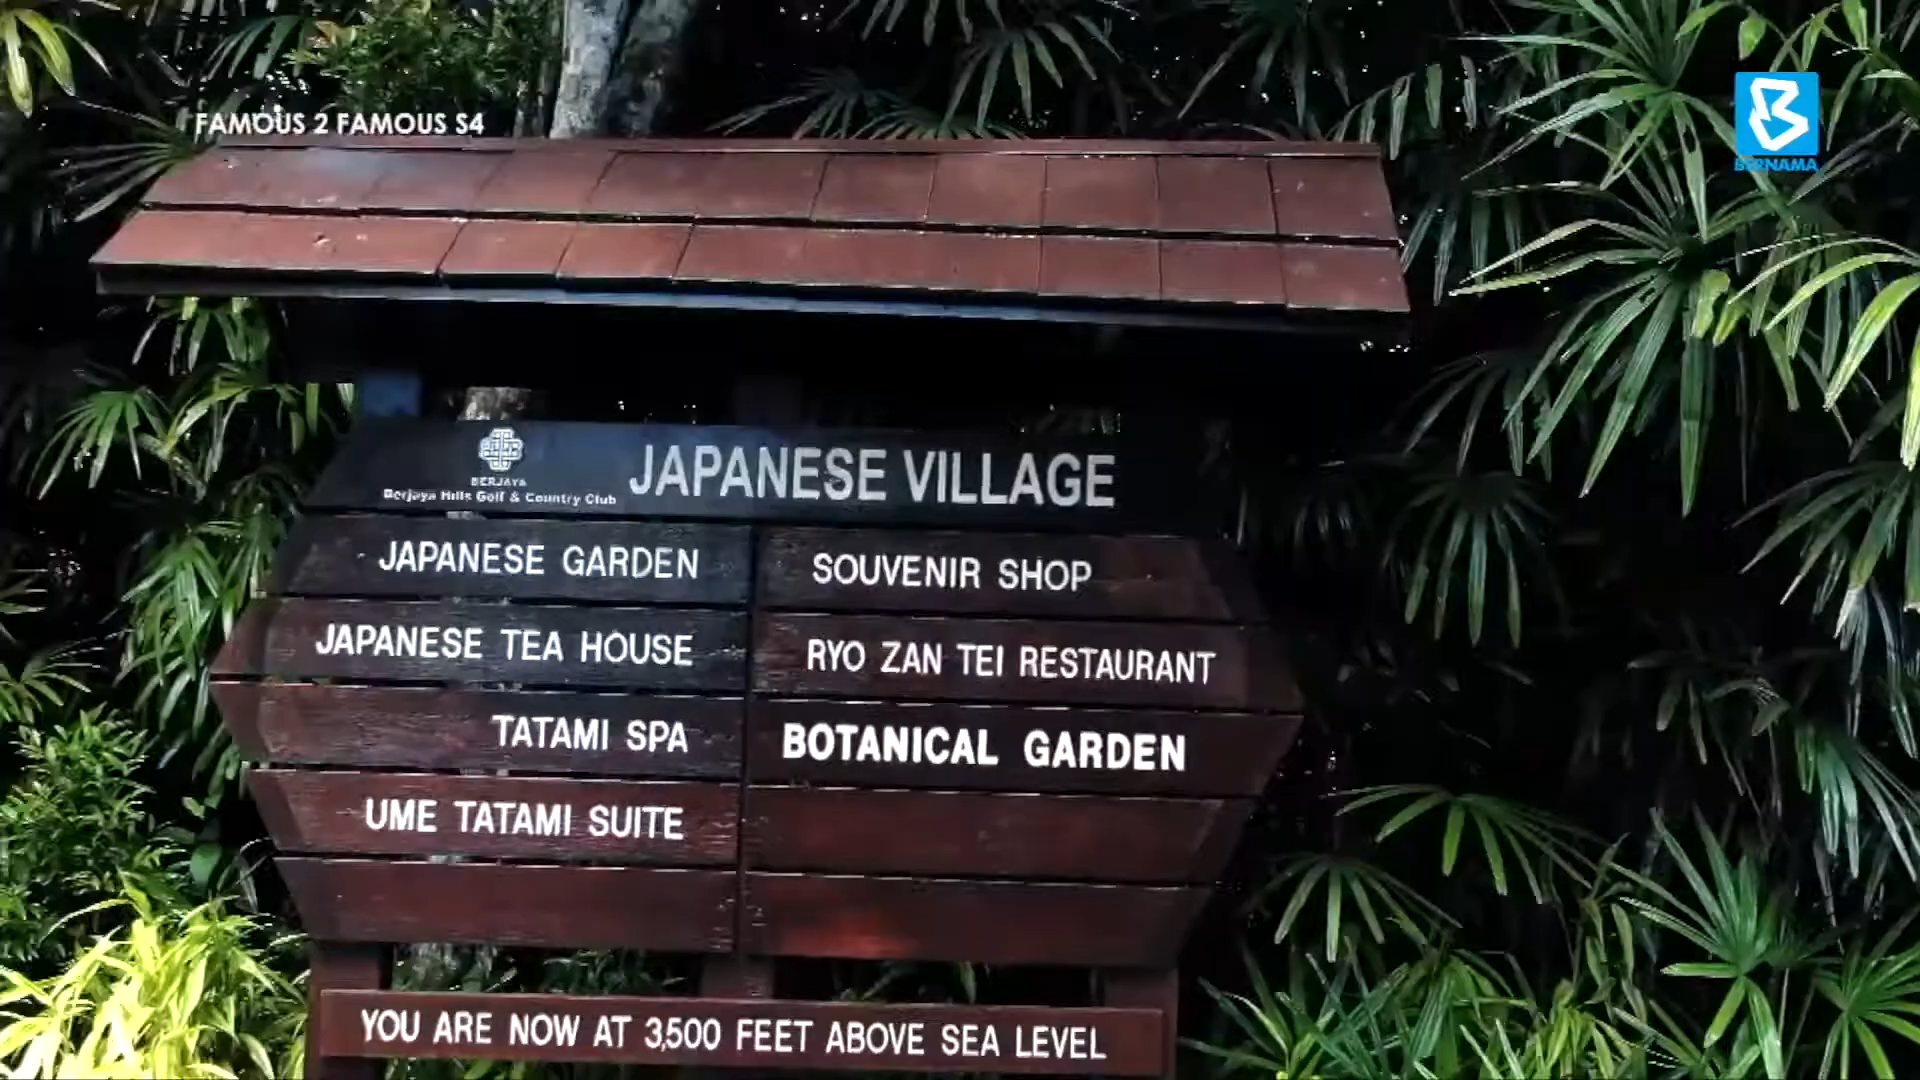 FAMOUS 2 FAMOUS S4
BERNAMA
BERJAYA
Berjaya Hills Golf & Country Club
JAPANESE VILLAGE
JAPANESE GARDEN
SOUVENIR SHOP
JAPANESE TEA HOUSE
RYO ZAN TEI RESTAURANT
TATAMI SPA
BOTANICAL GARDEN
UME TATAMI SUITE
YOU ARE NOW AT 3,500 FEET ABOVE SEA LEVEL